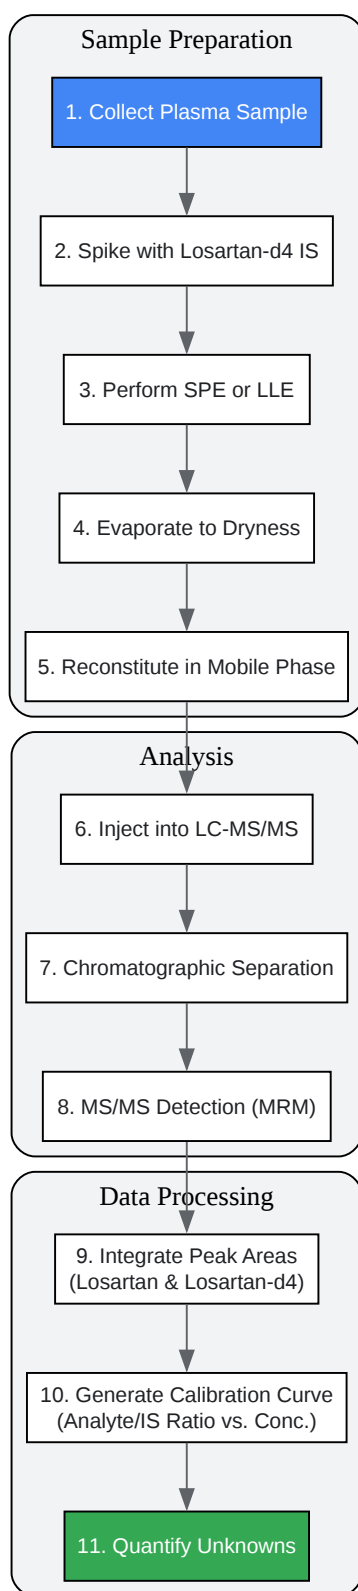 Sample Preparation
1. Collect Plasma Sample
2. Spike with Losartan-d4 IS
3. Perform SPE or LLE
4. Evaporate to Dryness
5. Reconstitute in Mobile Phase
Analysis
6. Inject into LC-MS/MS
7. Chromatographic Separation
8. MS/MS Detection (MRM)
Data Processing
9. Integrate Peak Areas
(Losartan & Losartan-d4)
10. Generate Calibration Curve
(Analyte/IS Ratio vs. Conc.)
11. Quantify Unknowns